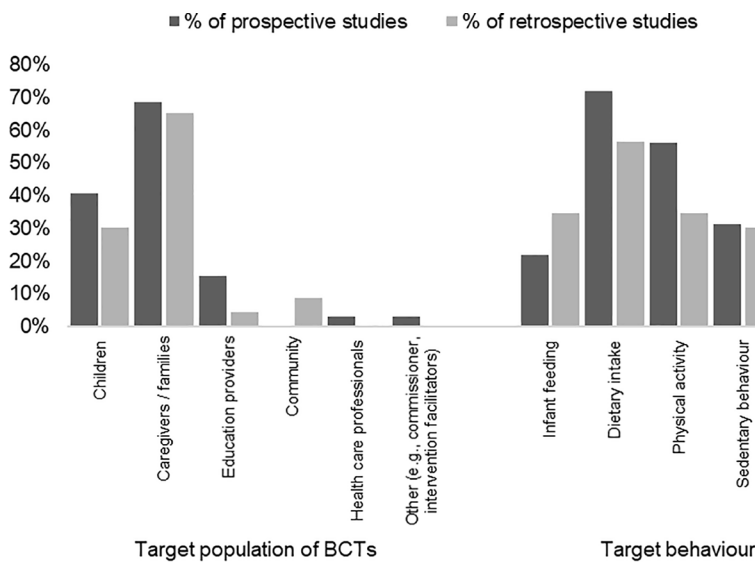 % of prospective studies % of retrospective studies
80%
70%
60%
50%
40%
30%
20%
10%
0%
Children
Caregivers / families
Education providers
Community
Health care professionals
Other (e.g., commissioner,
intervention facilitators)
Infant feeding
Dietary intake
Physical activity
Sedentary behaviour
Target population of BCTs
Target behaviour